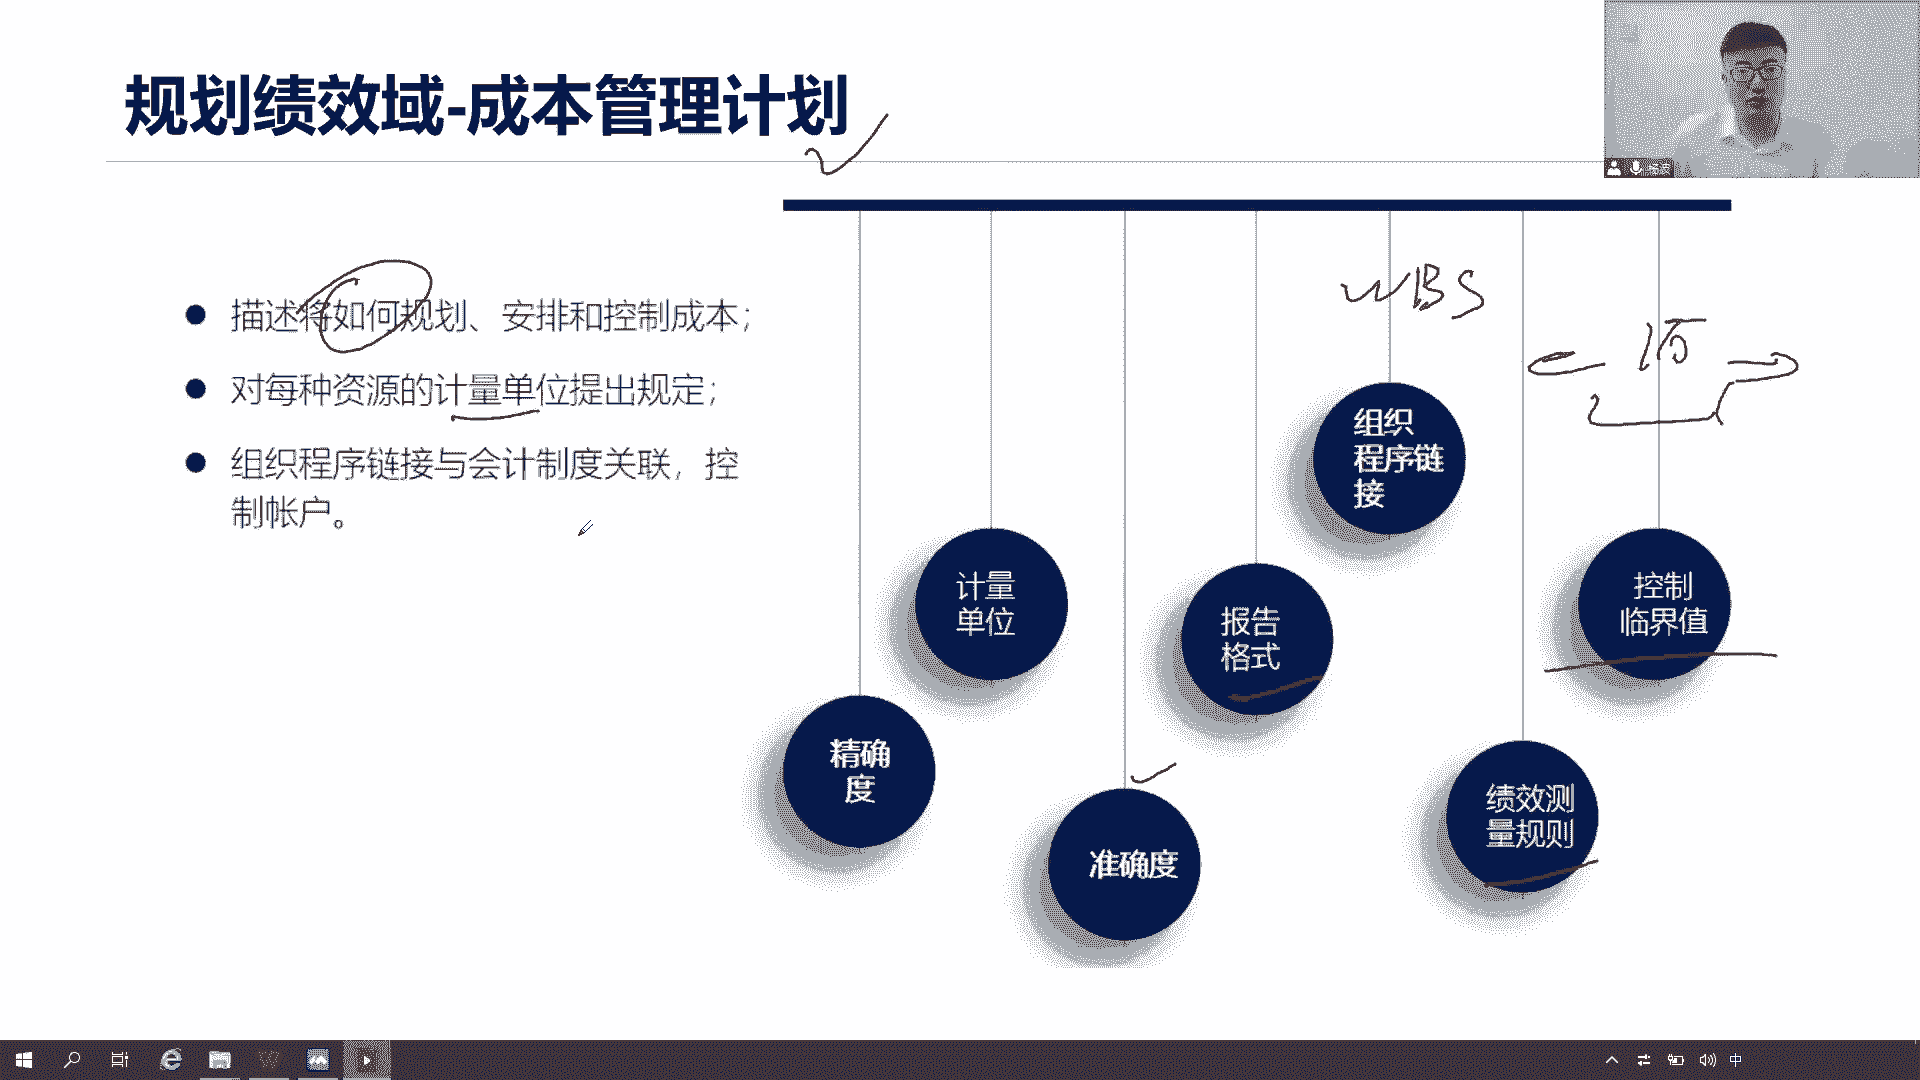 规划绩效域-成本管理计划
描述将如何规划、安排和控制成本；
对每种资源的计量单位提出规定；
组织程序链接与会计制度关联，控
制帐户。
WBS
组织
程序链
接
计量
单位
控制
临界值
报告
格式
精确
度
绩效测
量规则
准确度
中